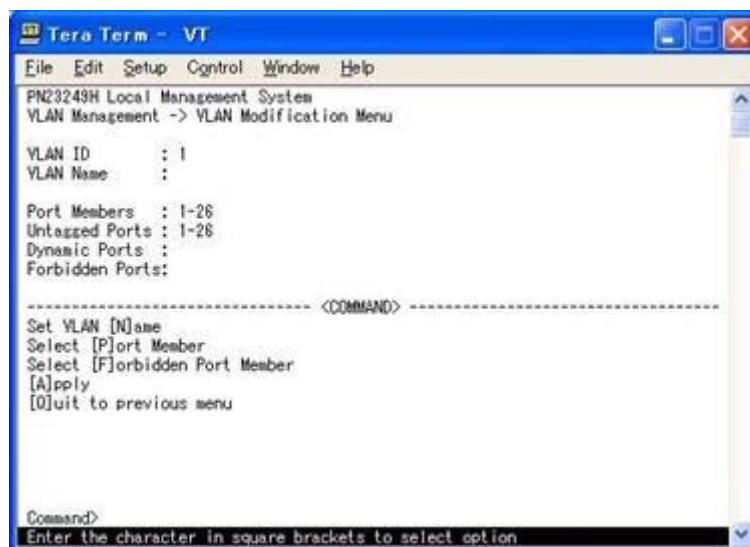 Tera Term - VT
File Edit Setup Control Window Help
PN23249H Local Management System
VLAN Management -> VLAN Modification Menu
VLAN ID : 1
VLAN Name :
Port Members : 1-26
Untagged Ports : 1-26
Dynamic Ports :
Forbidden Ports:
-------------------------------- <COMMAND> -----------------------------------
Set VLAN [N]ame
Select [P]ort Member
Select [F]orbidden Port Member
[A]pply
[Q]uit to previous menu
Command>
Enter the character in square brackets to select option